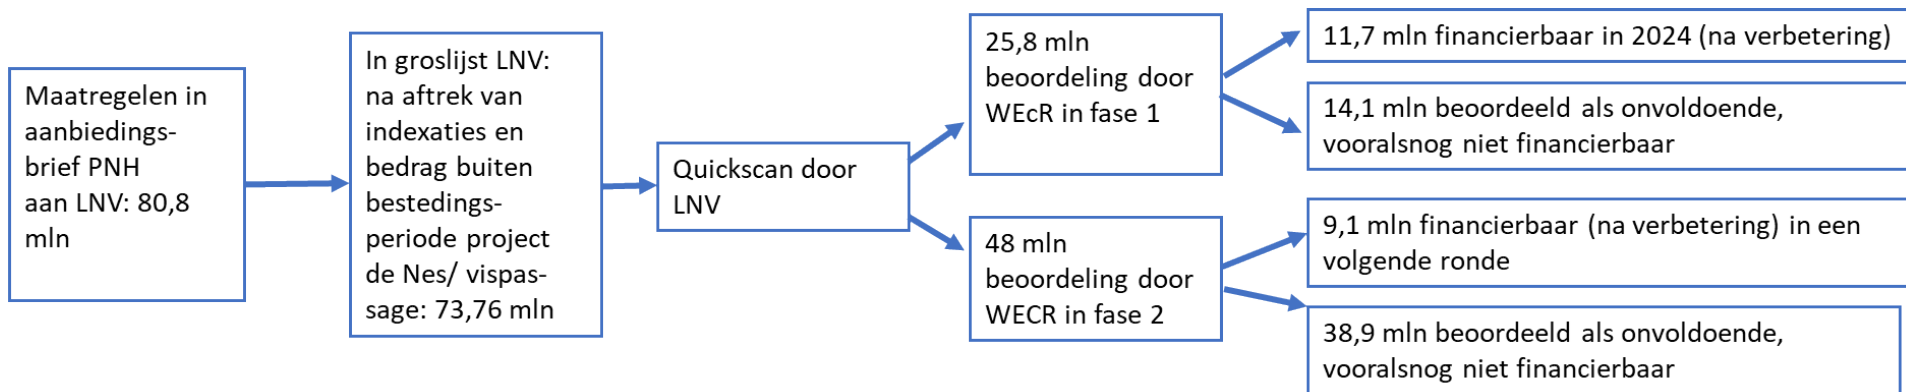 Maatregelen in
aanbiedings-
brief PNH
aan LNV: 80,8
mln
In groslijst LNV:
na aftrek van
indexaties en
bedrag buiten
bestedings-
periode project
de Nes/ vispas-
sage: 73,76 mln
Quickscan door
LNV
25,8 mln
beoordeling door
WEcR in fase 1
48 mln
beoordeling door
WECR in fase 2
11,7 mln financierbaar in 2024 (na verbetering)
14,1 mln beoordeeld als onvoldoende,
vooralsnog niet financierbaar
9,1 mln financierbaar (na verbetering) in een
volgende ronde
38,9 mln beoordeeld als onvoldoende,
vooralsnog niet financierbaar